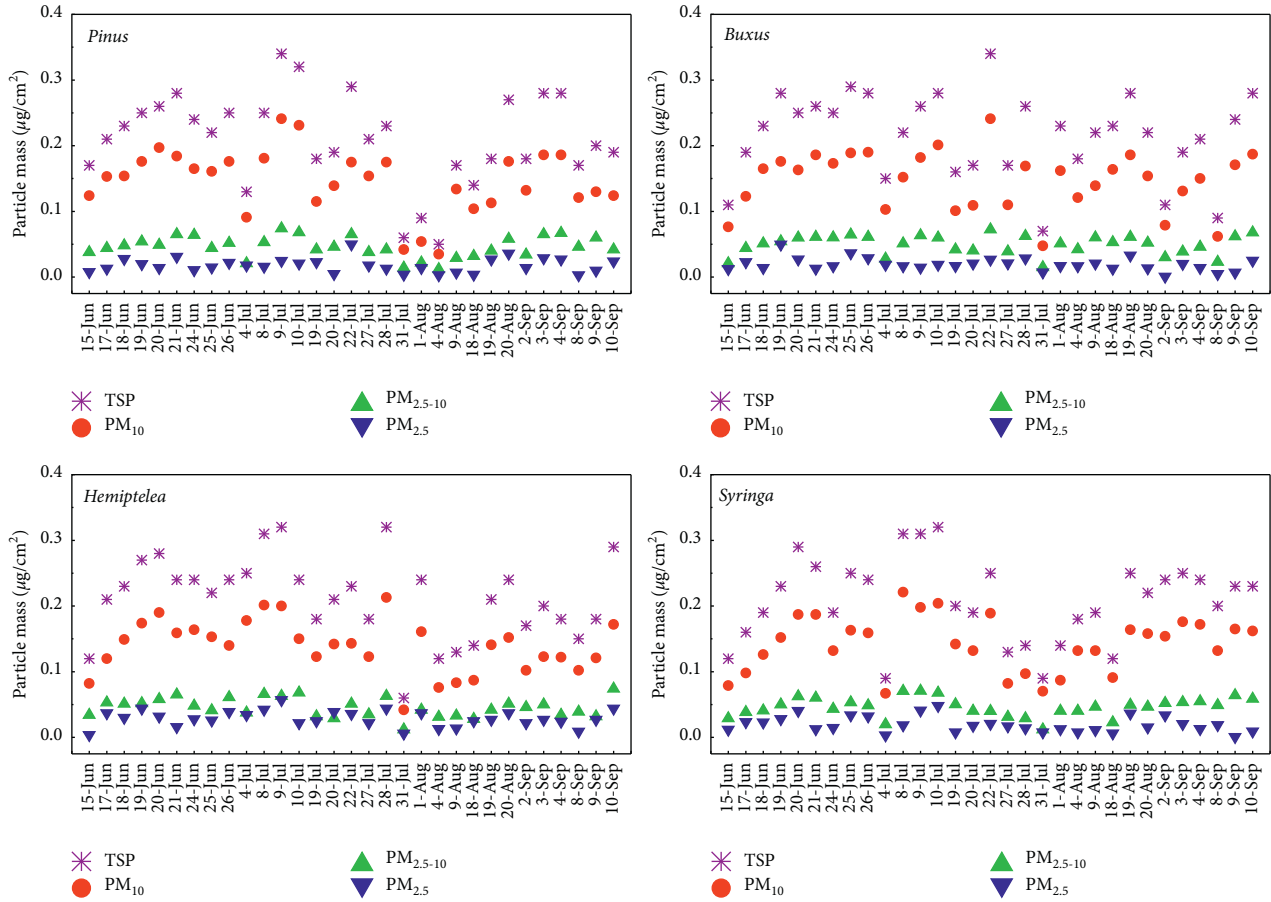 Pinus
Particle mass (μg/cm²)
0.4
0.3
0.2
0.1
0.0
15-Jun 17-Jun 18-Jun 19-Jun 20-Jun 21-Jun 24-Jun 25-Jun 26-Jun 4-Jul 8-Jul 9-Jul 10-Jul 19-Jul 20-Jul 22-Jul 27-Jul 28-Jul 31-Jul 1-Aug 4-Aug 9-Aug 18-Aug 19-Aug 20-Aug 2-Sep 3-Sep 4-Sep 8-Sep 9-Sep 10-Sep
TSP
PM10
PM2.5-10
PM2.5
Buxus
Particle mass (μg/cm²)
0.4
0.3
0.2
0.1
0.0
15-Jun 17-Jun 18-Jun 19-Jun 20-Jun 21-Jun 24-Jun 25-Jun 26-Jun 4-Jul 8-Jul 9-Jul 10-Jul 19-Jul 20-Jul 22-Jul 27-Jul 28-Jul 31-Jul 1-Aug 4-Aug 9-Aug 18-Aug 19-Aug 20-Aug 2-Sep 3-Sep 4-Sep 8-Sep 9-Sep 10-Sep
TSP
PM10
PM2.5-10
PM2.5
Hemiptelea
Particle mass (μg/cm²)
0.4
0.3
0.2
0.1
0.0
15-Jun 17-Jun 18-Jun 19-Jun 20-Jun 21-Jun 24-Jun 25-Jun 26-Jun 4-Jul 8-Jul 9-Jul 10-Jul 19-Jul 20-Jul 22-Jul 27-Jul 28-Jul 31-Jul 1-Aug 4-Aug 9-Aug 18-Aug 19-Aug 20-Aug 2-Sep 3-Sep 4-Sep 8-Sep 9-Sep 10-Sep
TSP
PM10
PM2.5-10
PM2.5
Syringa
Particle mass (μg/cm²)
0.4
0.3
0.2
0.1
0.0
15-Jun 17-Jun 18-Jun 19-Jun 20-Jun 21-Jun 24-Jun 25-Jun 26-Jun 4-Jul 8-Jul 9-Jul 10-Jul 19-Jul 20-Jul 22-Jul 27-Jul 28-Jul 31-Jul 1-Aug 4-Aug 9-Aug 18-Aug 19-Aug 20-Aug 2-Sep 3-Sep 4-Sep 8-Sep 9-Sep 10-Sep
TSP
PM10
PM2.5-10
PM2.5